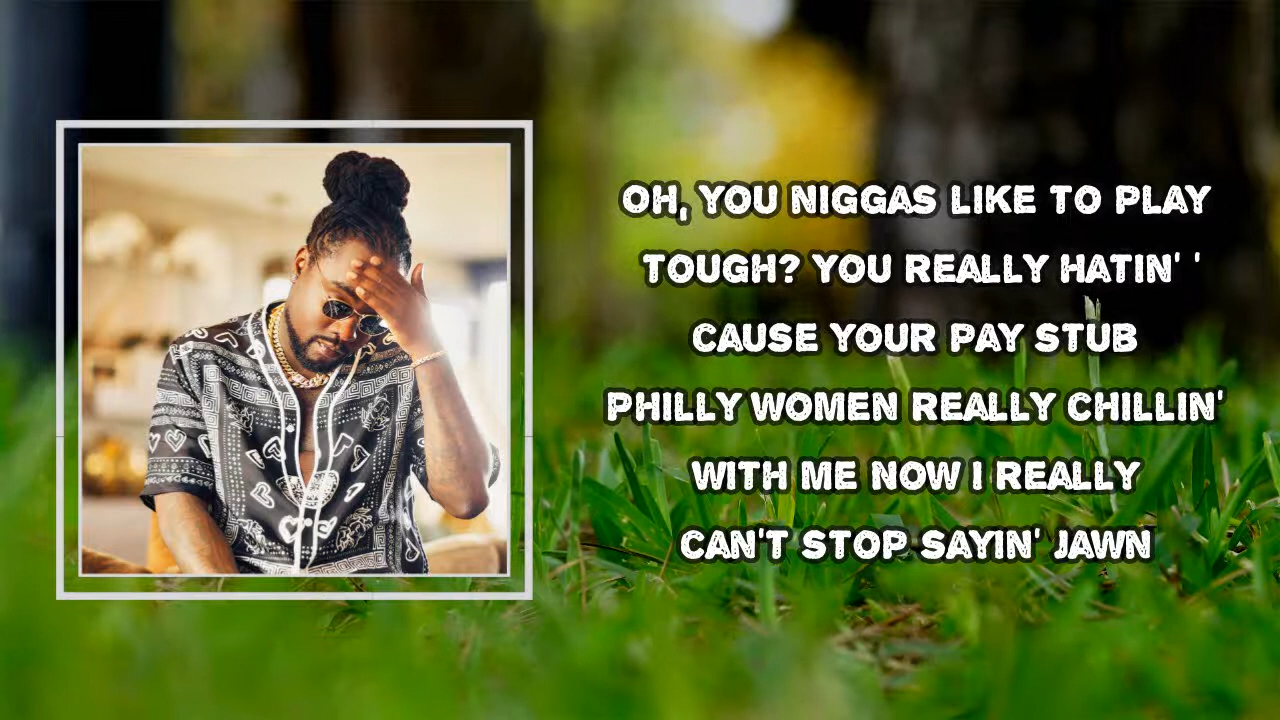 OH, YOU NIGGAS LIKE TO PLAY
TOUGH? YOU REALLY HATIN' '
CAUSE YOUR PAY STUB
PHILLY WOMEN REALLY CHILLIN'
WITH ME NOW I REALLY
CAN'T STOP SAYIN' JAWN